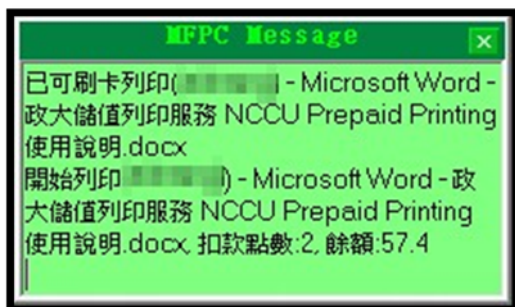 MFPC Message
已可刷卡列印( - Microsoft Word -
政大儲值列印服務 NCCU Prepaid Printing
使用說明.docx
開始列印 ) - Microsoft Word - 政
大儲值列印服務 NCCU Prepaid Printing
使用說明.docx, 扣款點數:2, 餘額:57.4